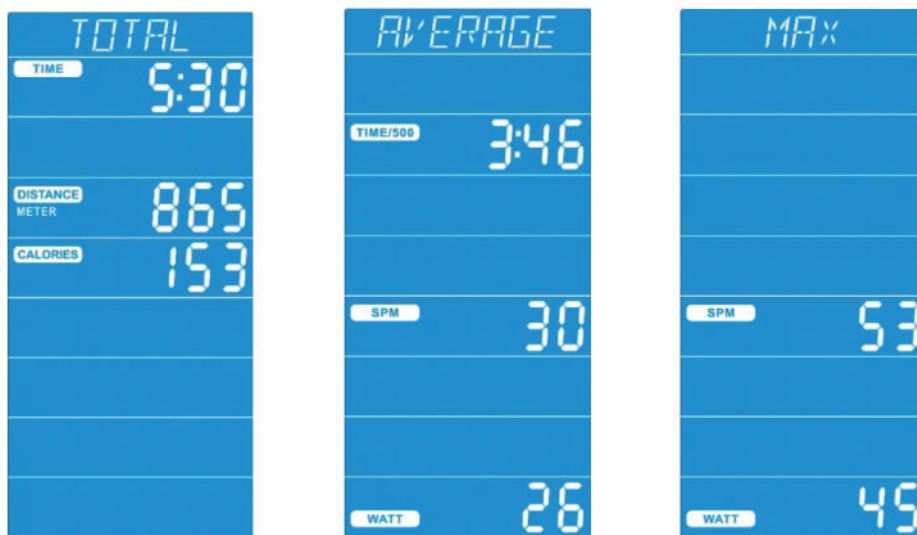 TOTAL
TIME 5:30
DISTANCE 865
METER
CALORIES 153
AVERAGE
TIME/500 3:46
SPM 30
WATT 26
MAX
SPM 53
WATT 45